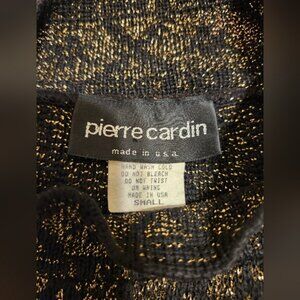 pierre cardin
made in u.s.a.
HAND WASH COLD
DO NOT BLEACH
DO NOT TWIST
OR WRING
MADE IN USA
SMALL